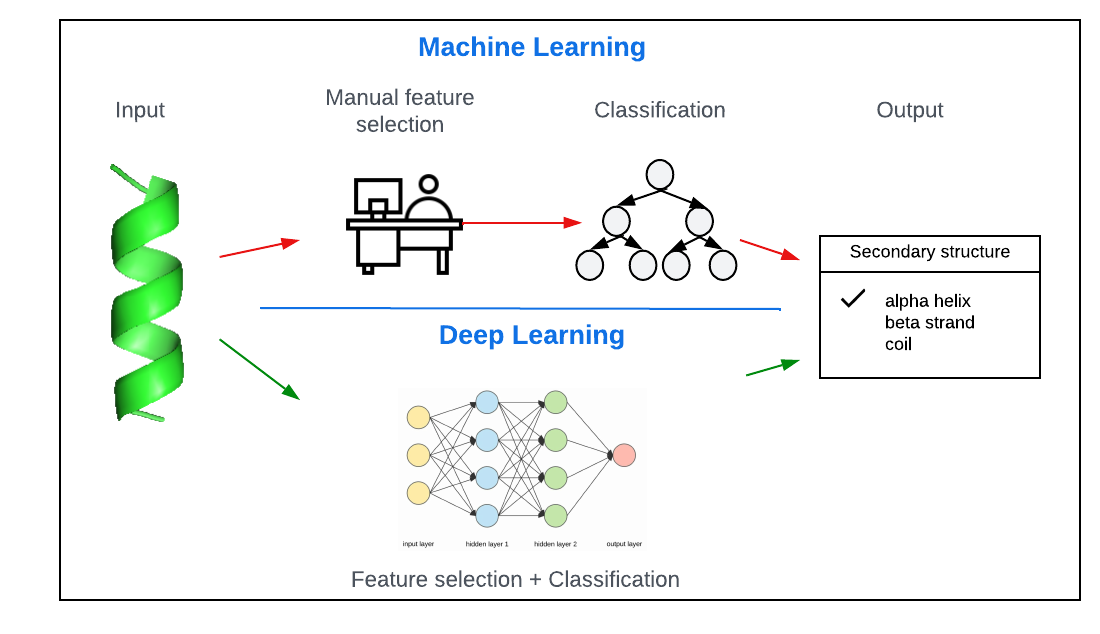 Machine Learning
Input
Manual feature
selection
Classification
Output
Secondary structure
alpha helix
beta strand
coil
Deep Learning
input layer
hidden layer 1
hidden layer 2
output layer
Feature selection + Classification